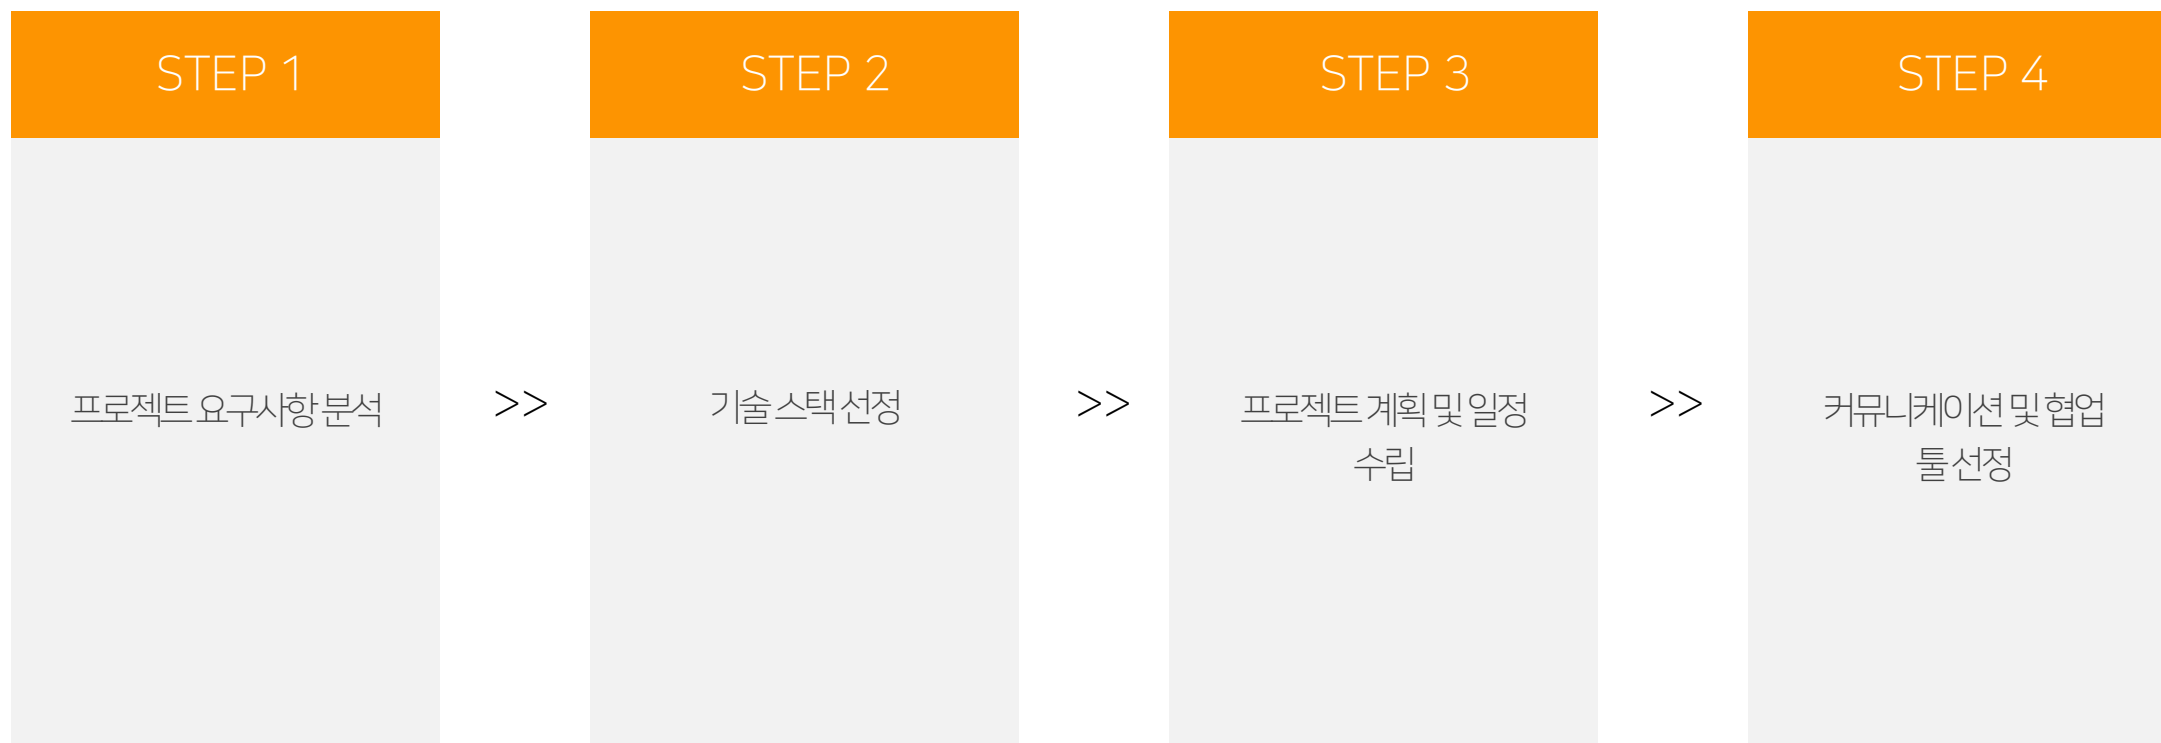 STEP 1
프로젝트 요구사항 분석
>>
STEP 2
기술 스택 선정
>>
STEP 3
프로젝트 계획 및 일정
수립
>>
STEP 4
커뮤니케이션 및 협업
툴 선정